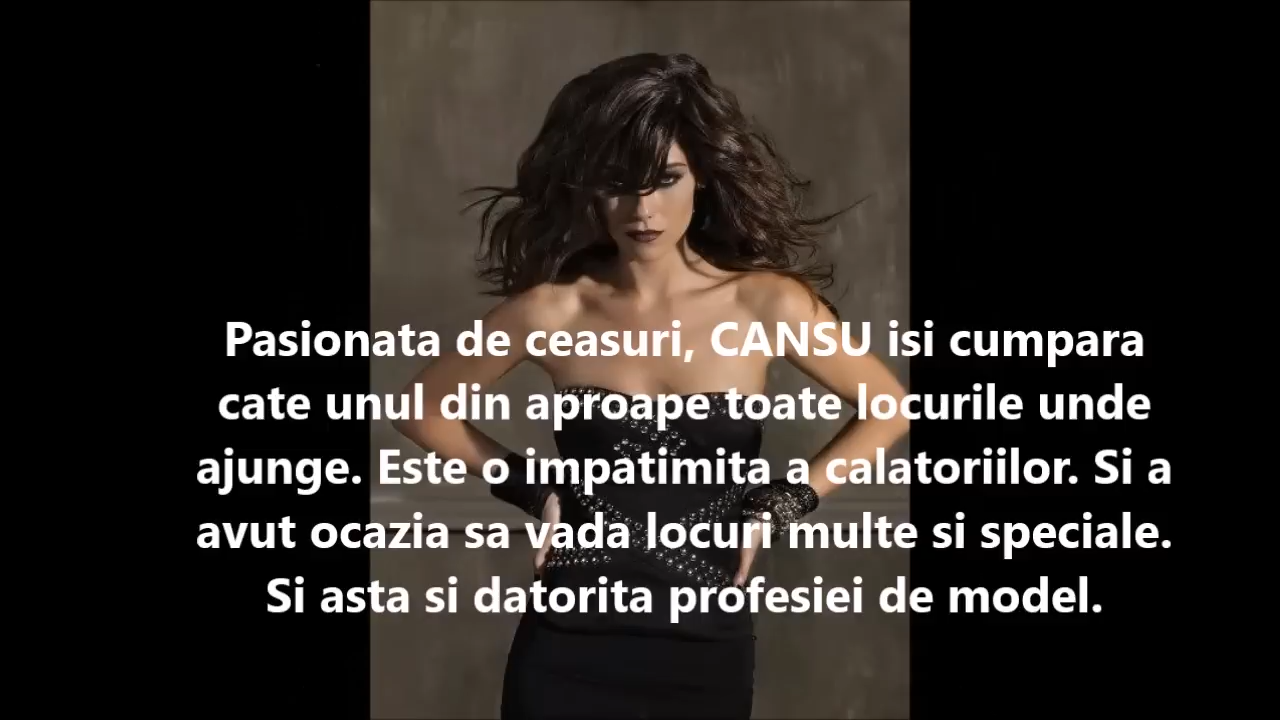 Pasionata de ceasuri, CANSU isi cumpara
cate unul din aproape toate locurile unde
ajunge. Este o impatimita a calatoriilor. Si a
avut ocazia sa vada locuri multe si speciale.
Si asta si datorita profesiei de model.